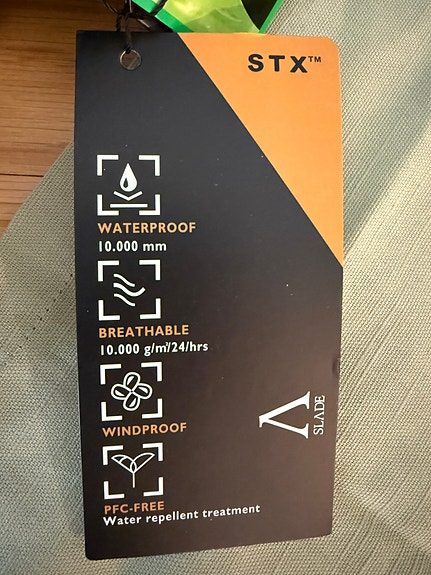 STX™
WATERPROOF
10.000 mm
BREATHABLE
10.000 g/m²/24/hrs
WINDPROOF
SLADE
PFC-FREE
Water repellent treatment